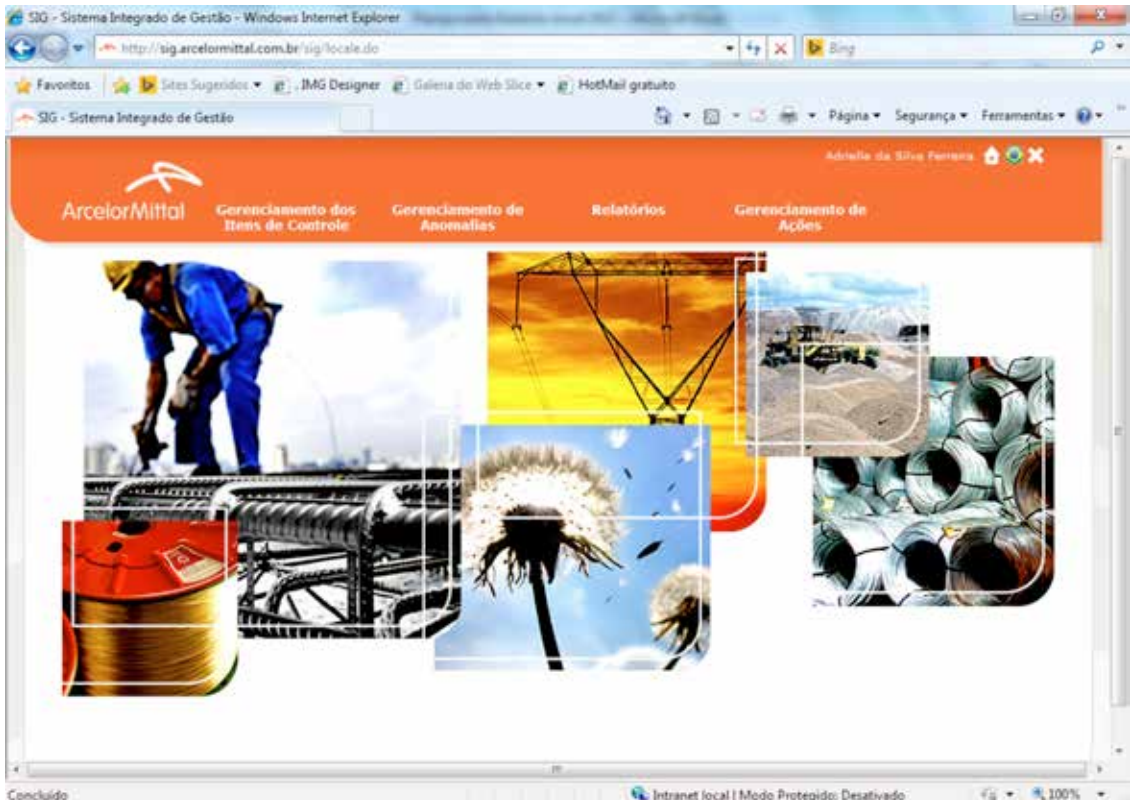 SIG - Sistema Integrado de Gestão - Windows Internet Explorer
http://sig.arcelormittal.com.br/sig/locale.do
Bing
Favoritos Sites Sugeridos IMG Designer Galeria do Web Slice HotMail gratuito
SIG - Sistema Integrado de Gestão
Página Segurança Ferramentas
Adrielle da Silva Ferreira
ArcelorMittal
Gerenciamento dos
Itens de Controle
Gerenciamento de
Anomalias
Relatórios
Gerenciamento de
Ações
Concluído
Intranet local | Modo Protegido: Desativado
100%